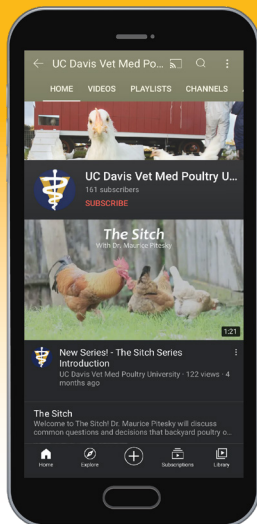 UC Davis Vet Med Po...
HOME VIDEOS PLAYLISTS CHANNELS
UC Davis Vet Med Poultry U...
161 subscribers
SUBSCRIBE
The Sitch
With Dr. Maurice Pitesky
1:21
New Series! - The Sitch Series
Introduction
UC Davis Vet Med Poultry University · 122 views · 4
months ago
The Sitch
Welcome to The Sitch! Dr. Maurice Pitesky will discuss
common questions and decisions that backyard poultry o...
Home Explore Subscriptions Library